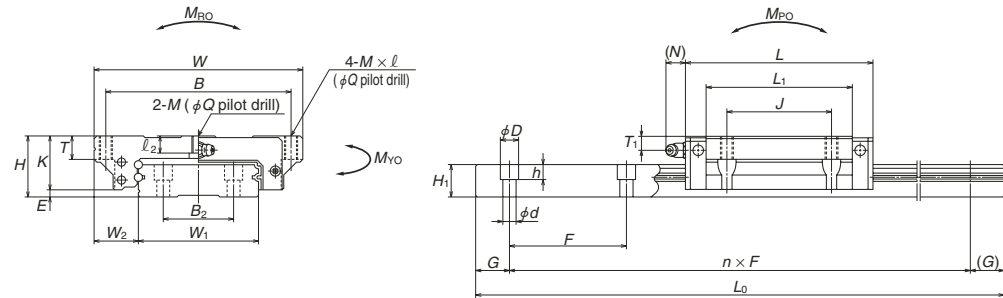 MRO
W
B
4-M × ℓ
(φQ pilot drill)
2-M (φQ pilot drill)
H
K
T
ℓ2
E
B2
W2
W1
MYO
MPO
(N)
L
L1
J
T1
φD
h
H1
φd
F
G
n × F
(G)
L0